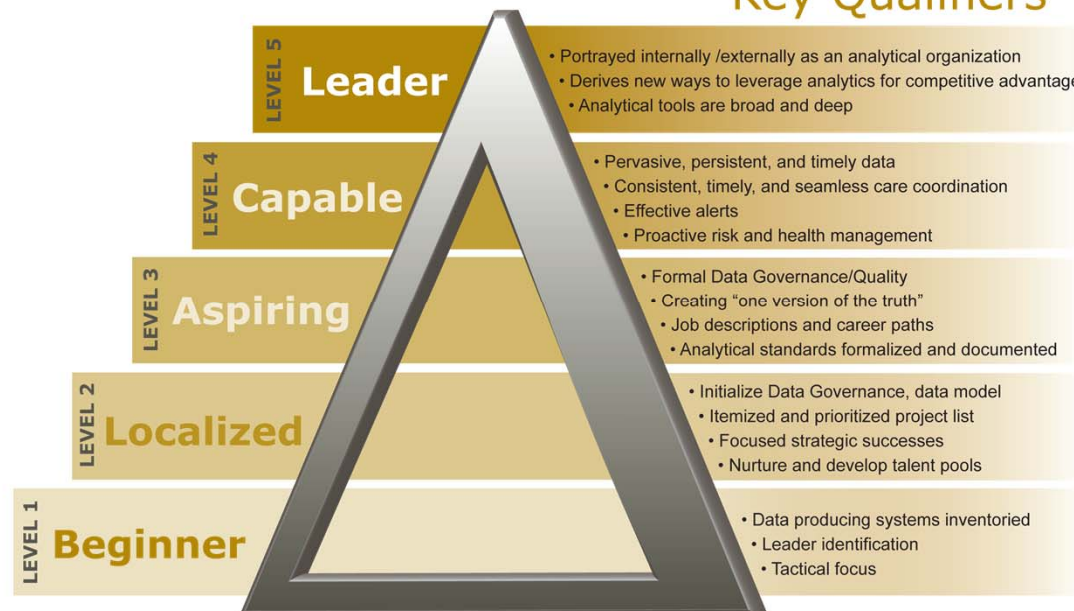 Key Qualifiers
LEVEL 5
Leader
• Portrayed internally /externally as an analytical organization
• Derives new ways to leverage analytics for competitive advantage
• Analytical tools are broad and deep
LEVEL 4
Capable
• Pervasive, persistent, and timely data
• Consistent, timely, and seamless care coordination
• Effective alerts
• Proactive risk and health management
LEVEL 3
Aspiring
• Formal Data Governance/Quality
• Creating “one version of the truth”
• Job descriptions and career paths
• Analytical standards formalized and documented
LEVEL 2
Localized
• Initialize Data Governance, data model
• Itemized and prioritized project list
• Focused strategic successes
• Nurture and develop talent pools
LEVEL 1
Beginner
• Data producing systems inventoried
• Leader identification
• Tactical focus